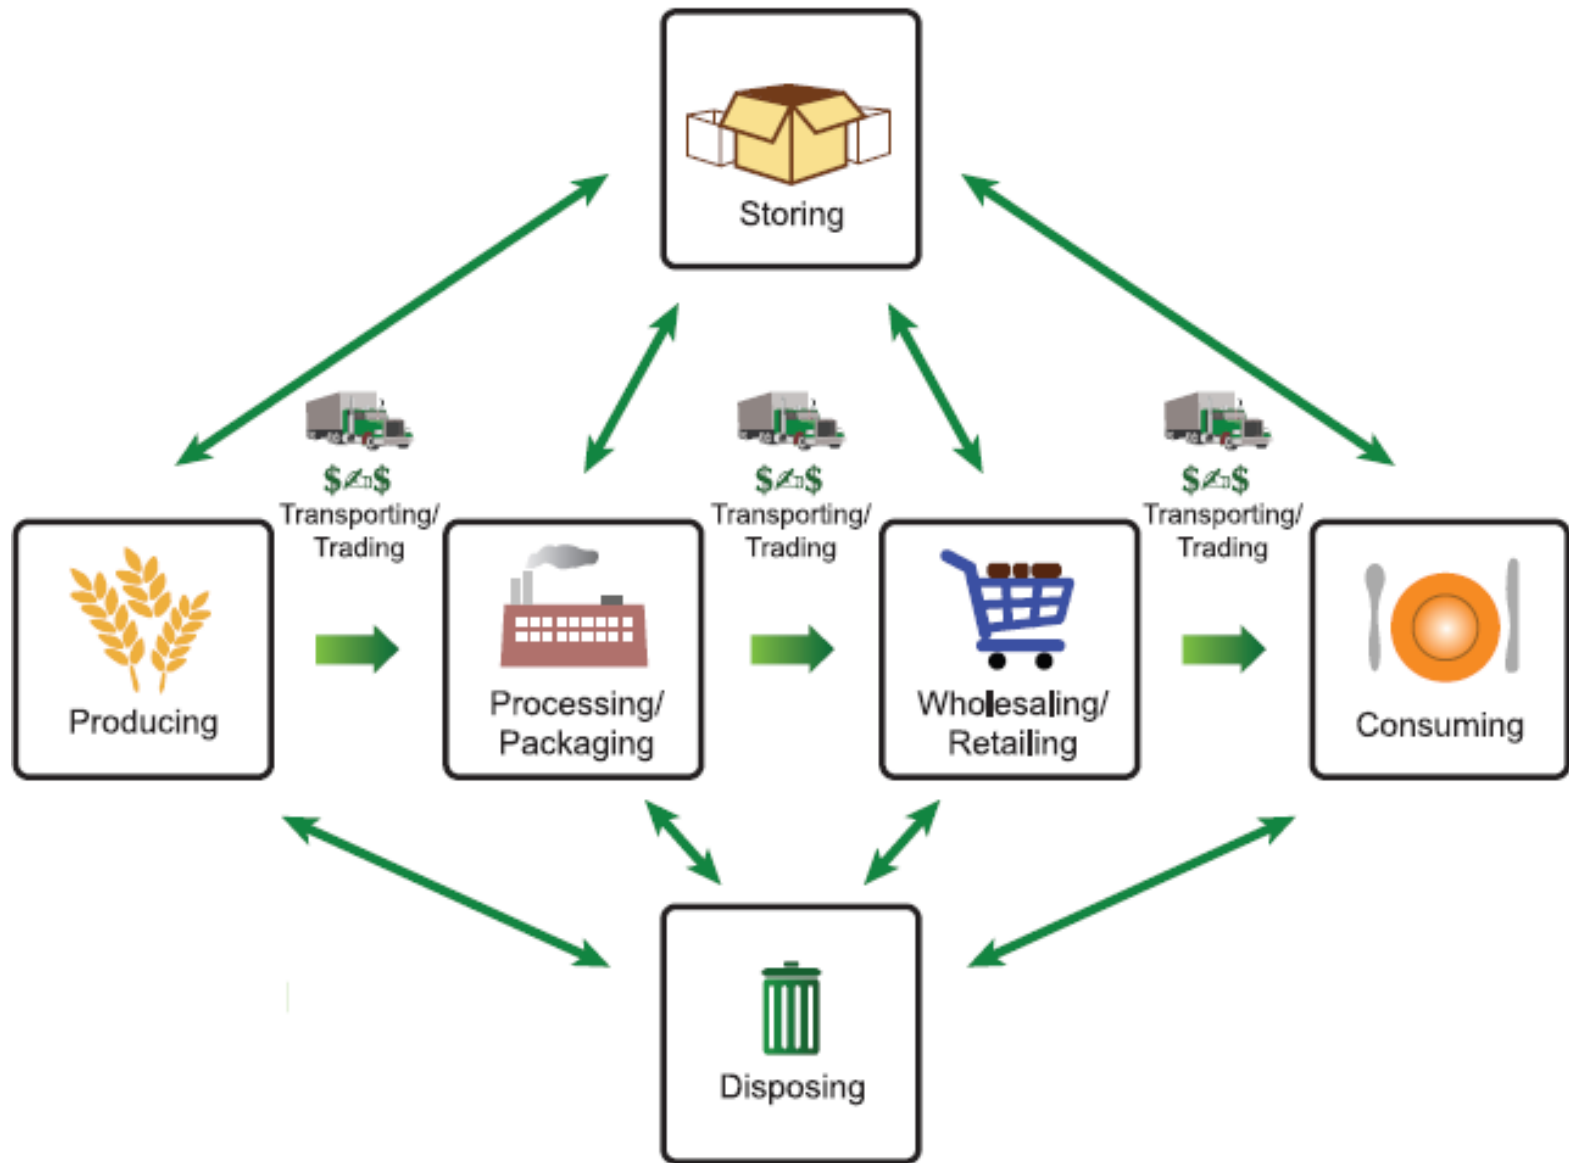 Storing
$✍$
Transporting/
Trading
$✍$
Transporting/
Trading
$✍$
Transporting/
Trading
Producing
Processing/
Packaging
Wholesaling/
Retailing
Consuming
Disposing